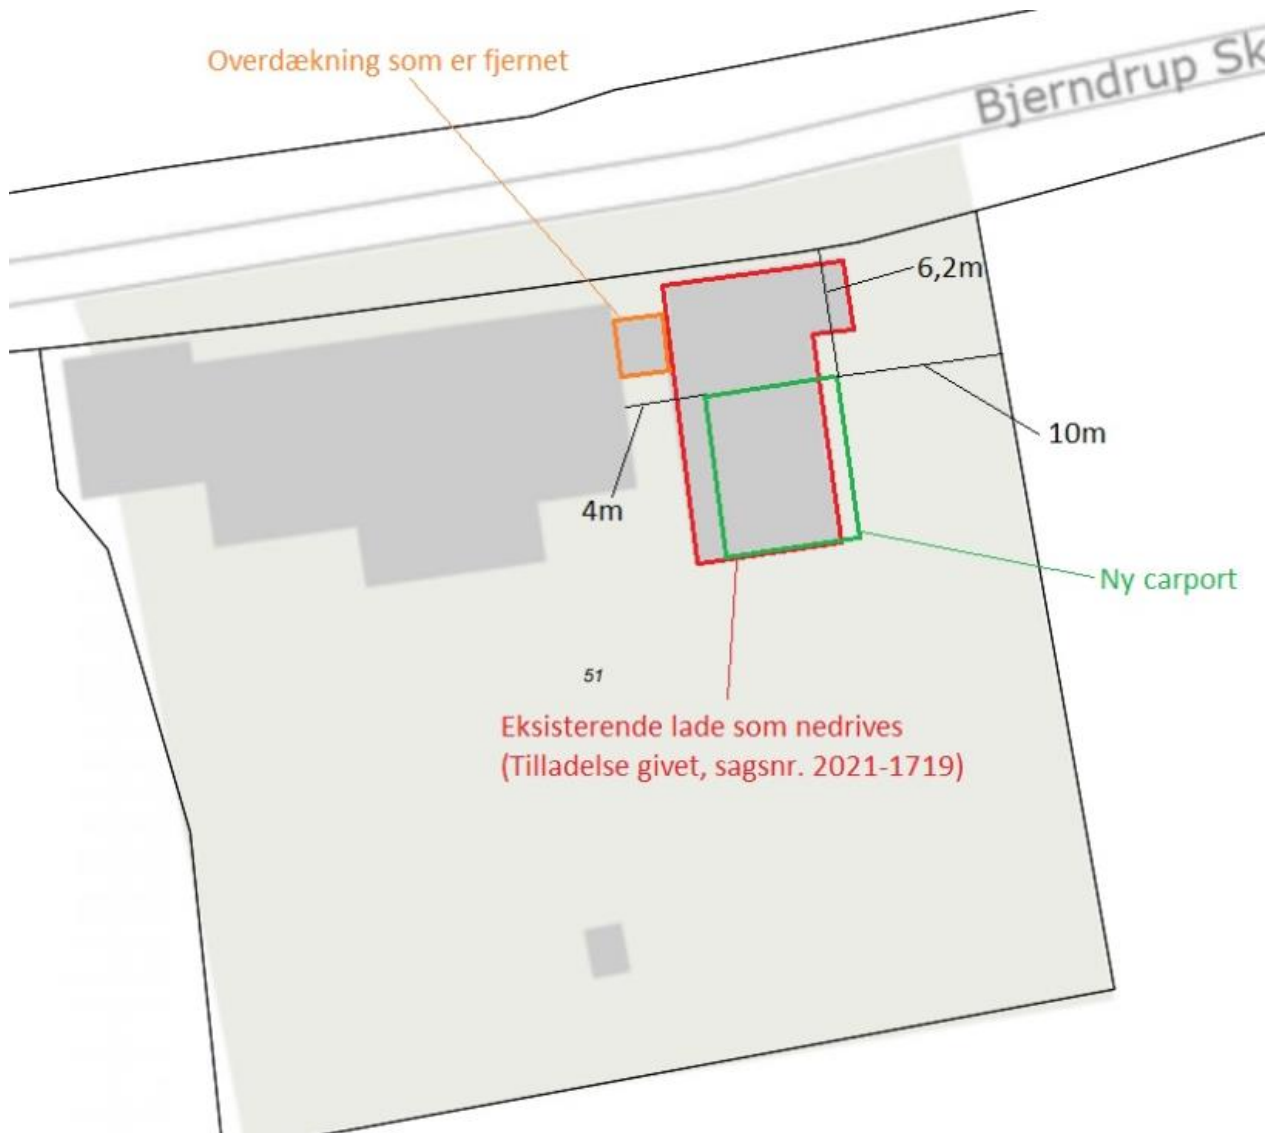 Overdækning som er fjernet
Bjerndrup Sk
6,2m
10m
4m
Ny carport
51
Eksisterende lade som nedrives
(Tilladelse givet, sagsnr. 2021-1719)